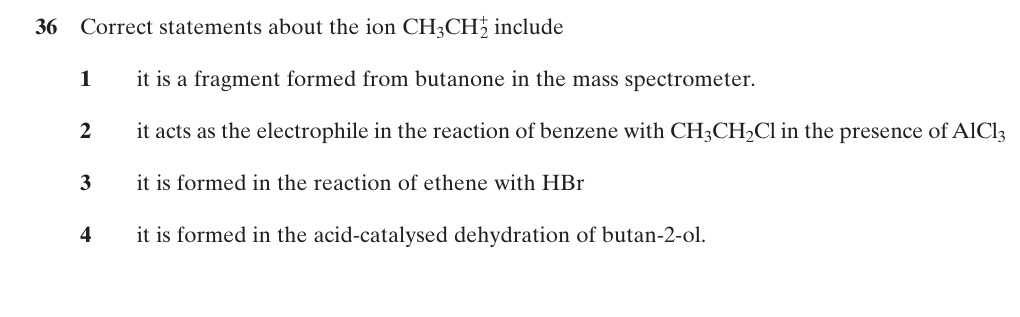 36 Correct statements about the ion CH₃CH₂⁺ include
1 it is a fragment formed from butanone in the mass spectrometer.
2 it acts as the electrophile in the reaction of benzene with CH₃CH₂Cl in the presence of AlCl₃
3 it is formed in the reaction of ethene with HBr
4 it is formed in the acid-catalysed dehydration of butan-2-ol.